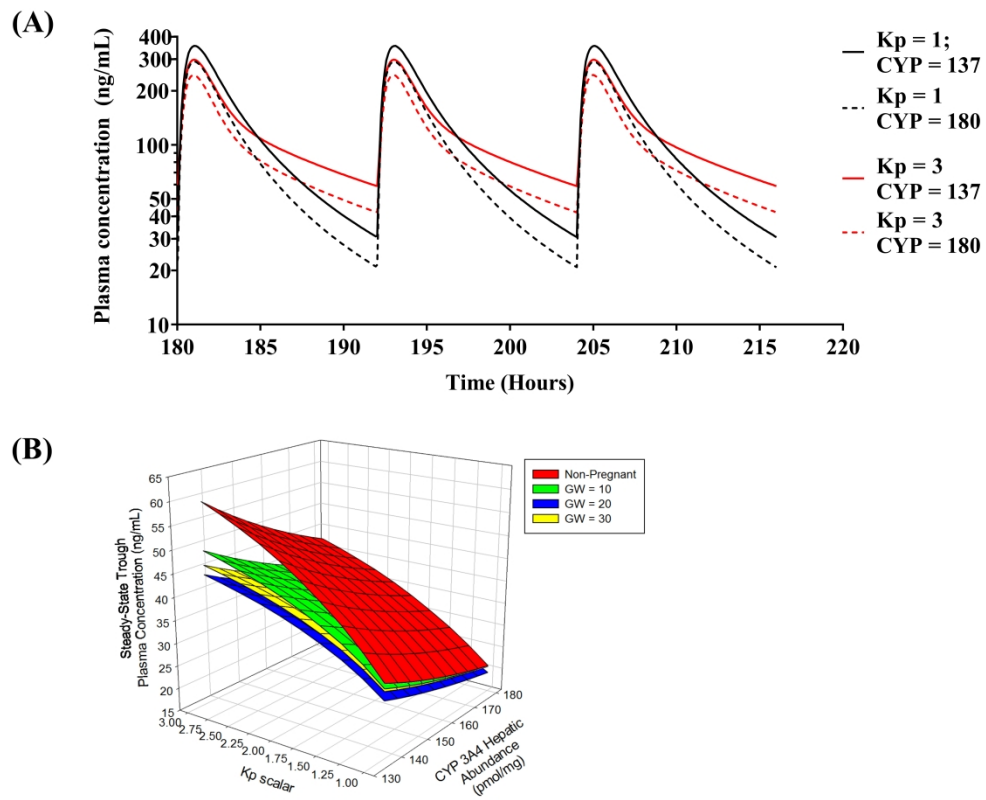 (A)
Plasma concentration (ng/mL)
400
300
200
100
50
40
30
20
10
180
185
190
195
200
205
210
215
220
Time (Hours)
Kp = 1;
CYP = 137
Kp = 1
CYP = 180
Kp = 3
CYP = 137
Kp = 3
CYP = 180
(B)
Steady-State Trough
Plasma Concentration (ng/mL)
65
60
55
50
45
40
35
30
25
20
15
3.00
2.75
2.50
2.25
2.00
1.75
1.50
1.25
1.00
Kp scalar
130
140
150
160
170
180
CYP 3A4 Hepatic
Abundance
(pmol/mg)
Non-Pregnant
GW = 10
GW = 20
GW = 30